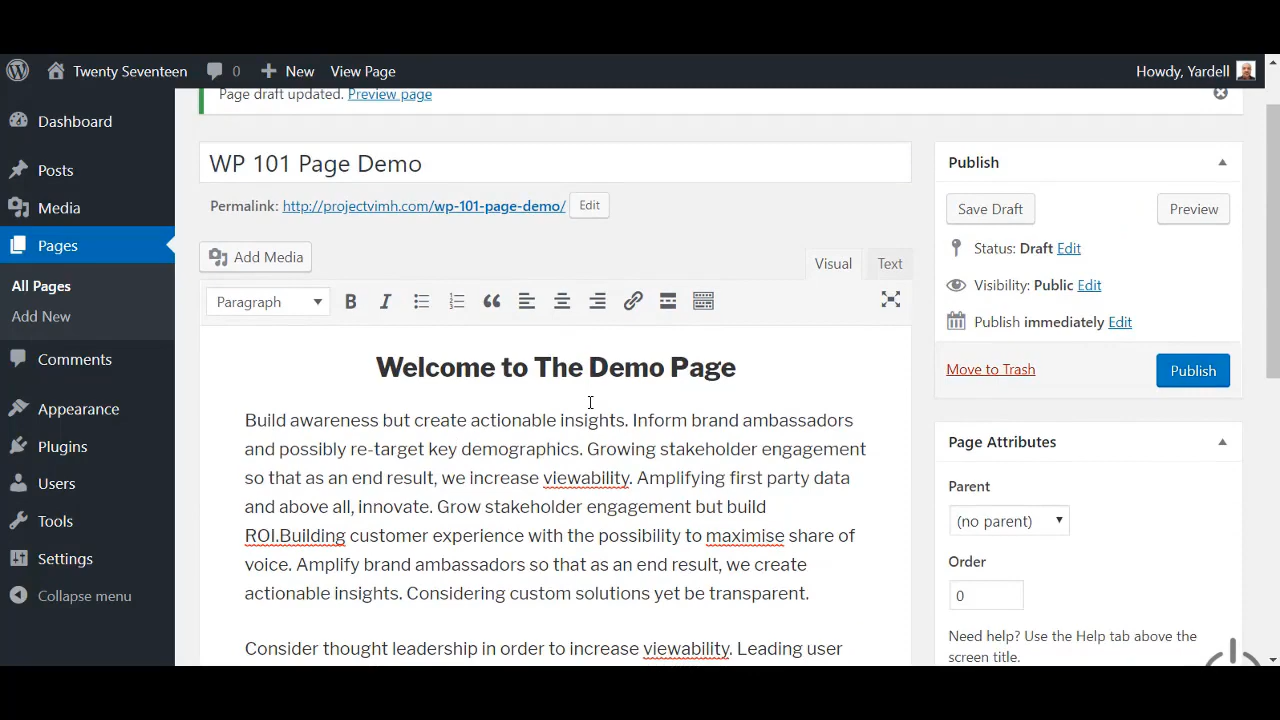 Twenty Seventeen 0 New View Page Howdy, Yardell
Dashboard
Posts
Media
Pages
All Pages
Add New
Comments
Appearance
Plugins
Users
Tools
Settings
Collapse menu
Page draft updated. Preview page
WP 101 Page Demo
Permalink: http://projectvimh.com/wp-101-page-demo/ Edit
Add Media
Visual Text
Paragraph
Welcome to The Demo Page
Build awareness but create actionable insights. Inform brand ambassadors
and possibly re-target key demographics. Growing stakeholder engagement
so that as an end result, we increase viewability. Amplifying first party data
and above all, innovate. Grow stakeholder engagement but build
ROI.Building customer experience with the possibility to maximise share of
voice. Amplify brand ambassadors so that as an end result, we create
actionable insights. Considering custom solutions yet be transparent.
Consider thought leadership in order to increase viewability. Leading user
Publish
Save Draft Preview
Status: Draft Edit
Visibility: Public Edit
Publish immediately Edit
Move to Trash Publish
Page Attributes
Parent
(no parent)
Order
0
Need help? Use the Help tab above the
screen title.